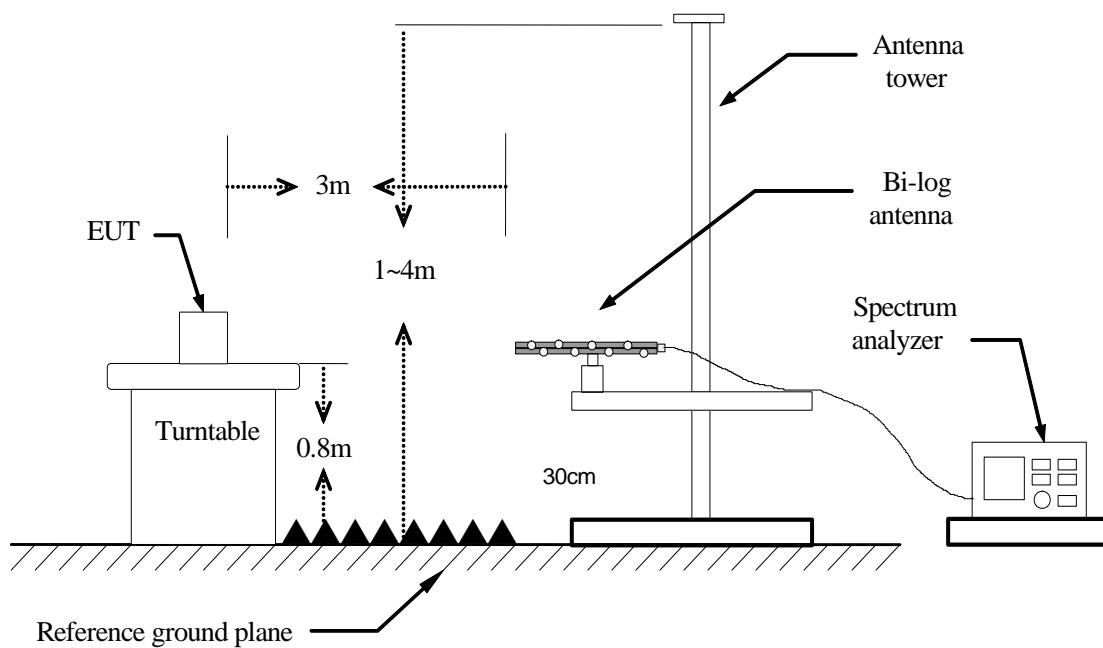 Antenna
tower
3m
Bi-log
antenna
EUT
1~4m
Spectrum
analyzer
Turntable
0.8m
30cm
Reference ground plane